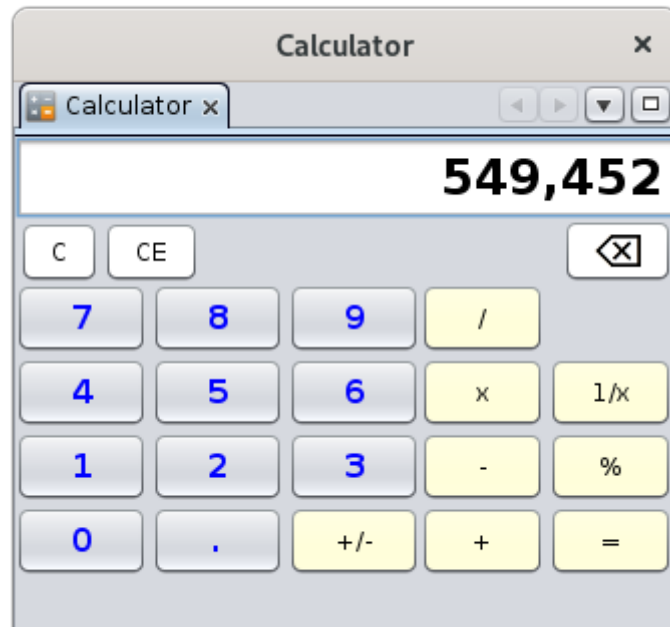 Calculator
Calculator
549,452
C CE
7 8 9 /
4 5 6 x 1/x
1 2 3 - %
0 . +/- + =